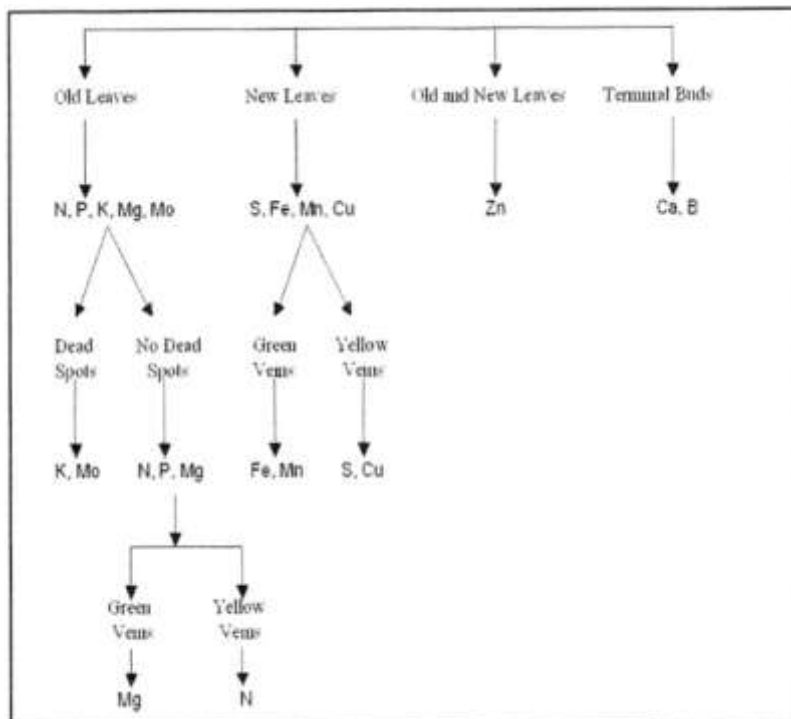 Old Leaves
New Leaves
Old and New Leaves
Terminal Buds
N, P, K, Mg, Mo
S, Fe, Mn, Cu
Zn
Ca, B
Dead
Spots
No Dead
Spots
Green
Veins
Yellow
Veins
K, Mo
N, P, Mg
Fe, Mn
S, Cu
Green
Veins
Yellow
Veins
Mg
N